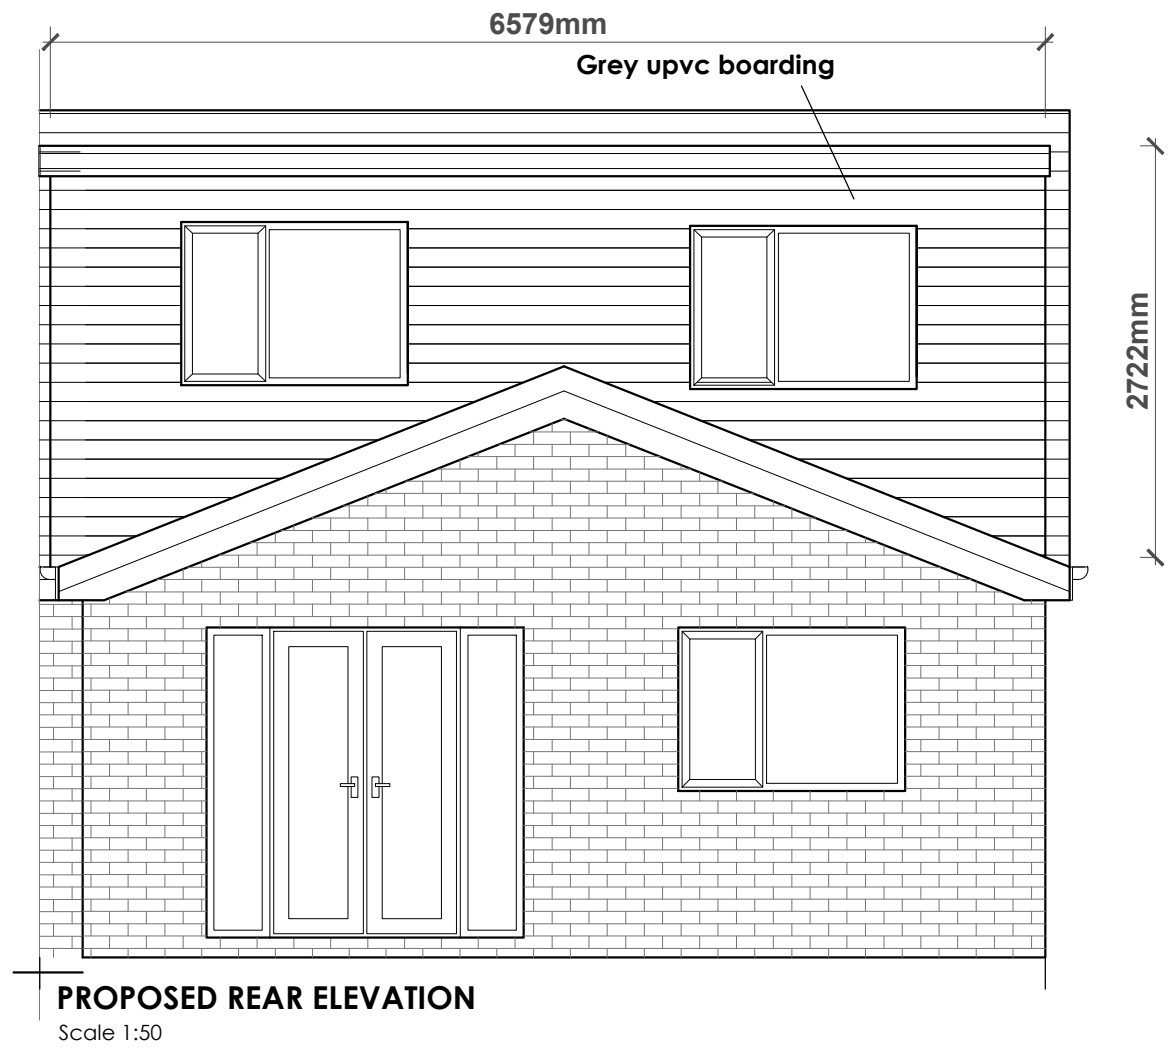 6579mm
Grey upvc boarding
2722mm
PROPOSED REAR ELEVATION
Scale 1:50